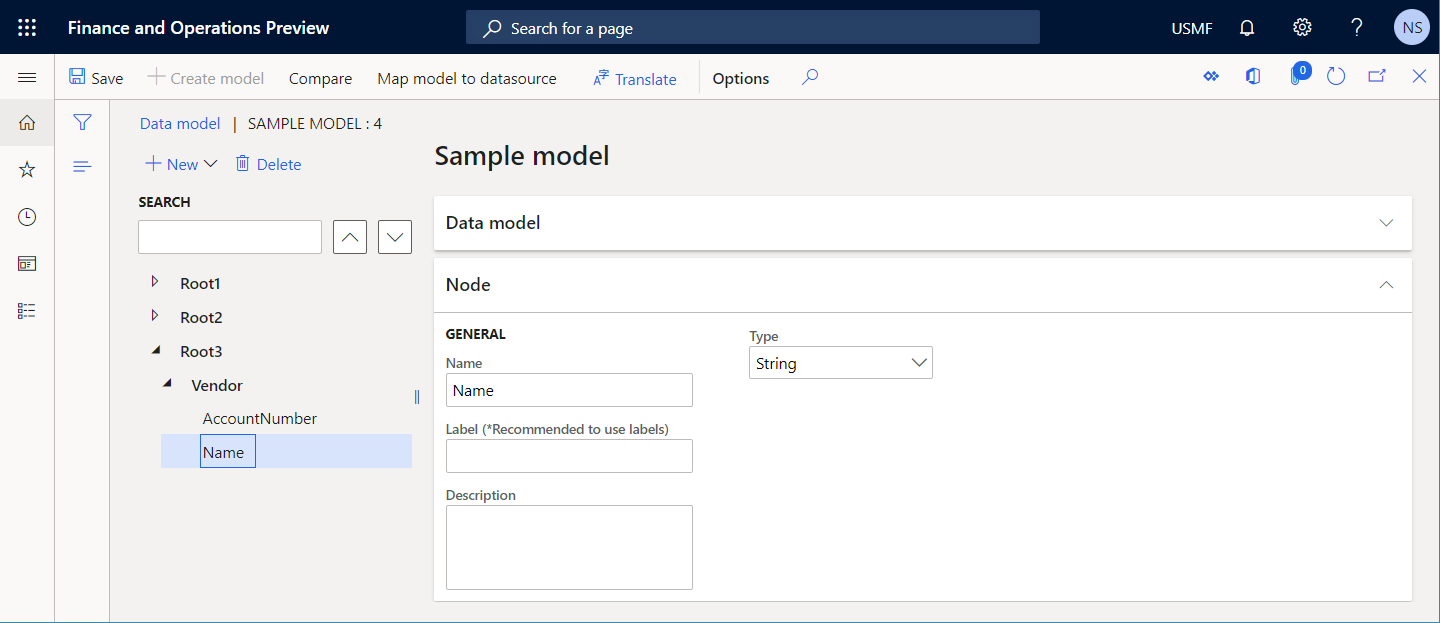 Finance and Operations Preview
Search for a page
USMF
?
NS
Save
Create model
Compare
Map model to datasource
Translate
Options
0
Data model | SAMPLE MODEL : 4
New
Delete
SEARCH
Root1
Root2
Root3
Vendor
AccountNumber
Name
Sample model
Data model
Node
GENERAL
Name
Name
Label (*Recommended to use labels)
Description
Type
String